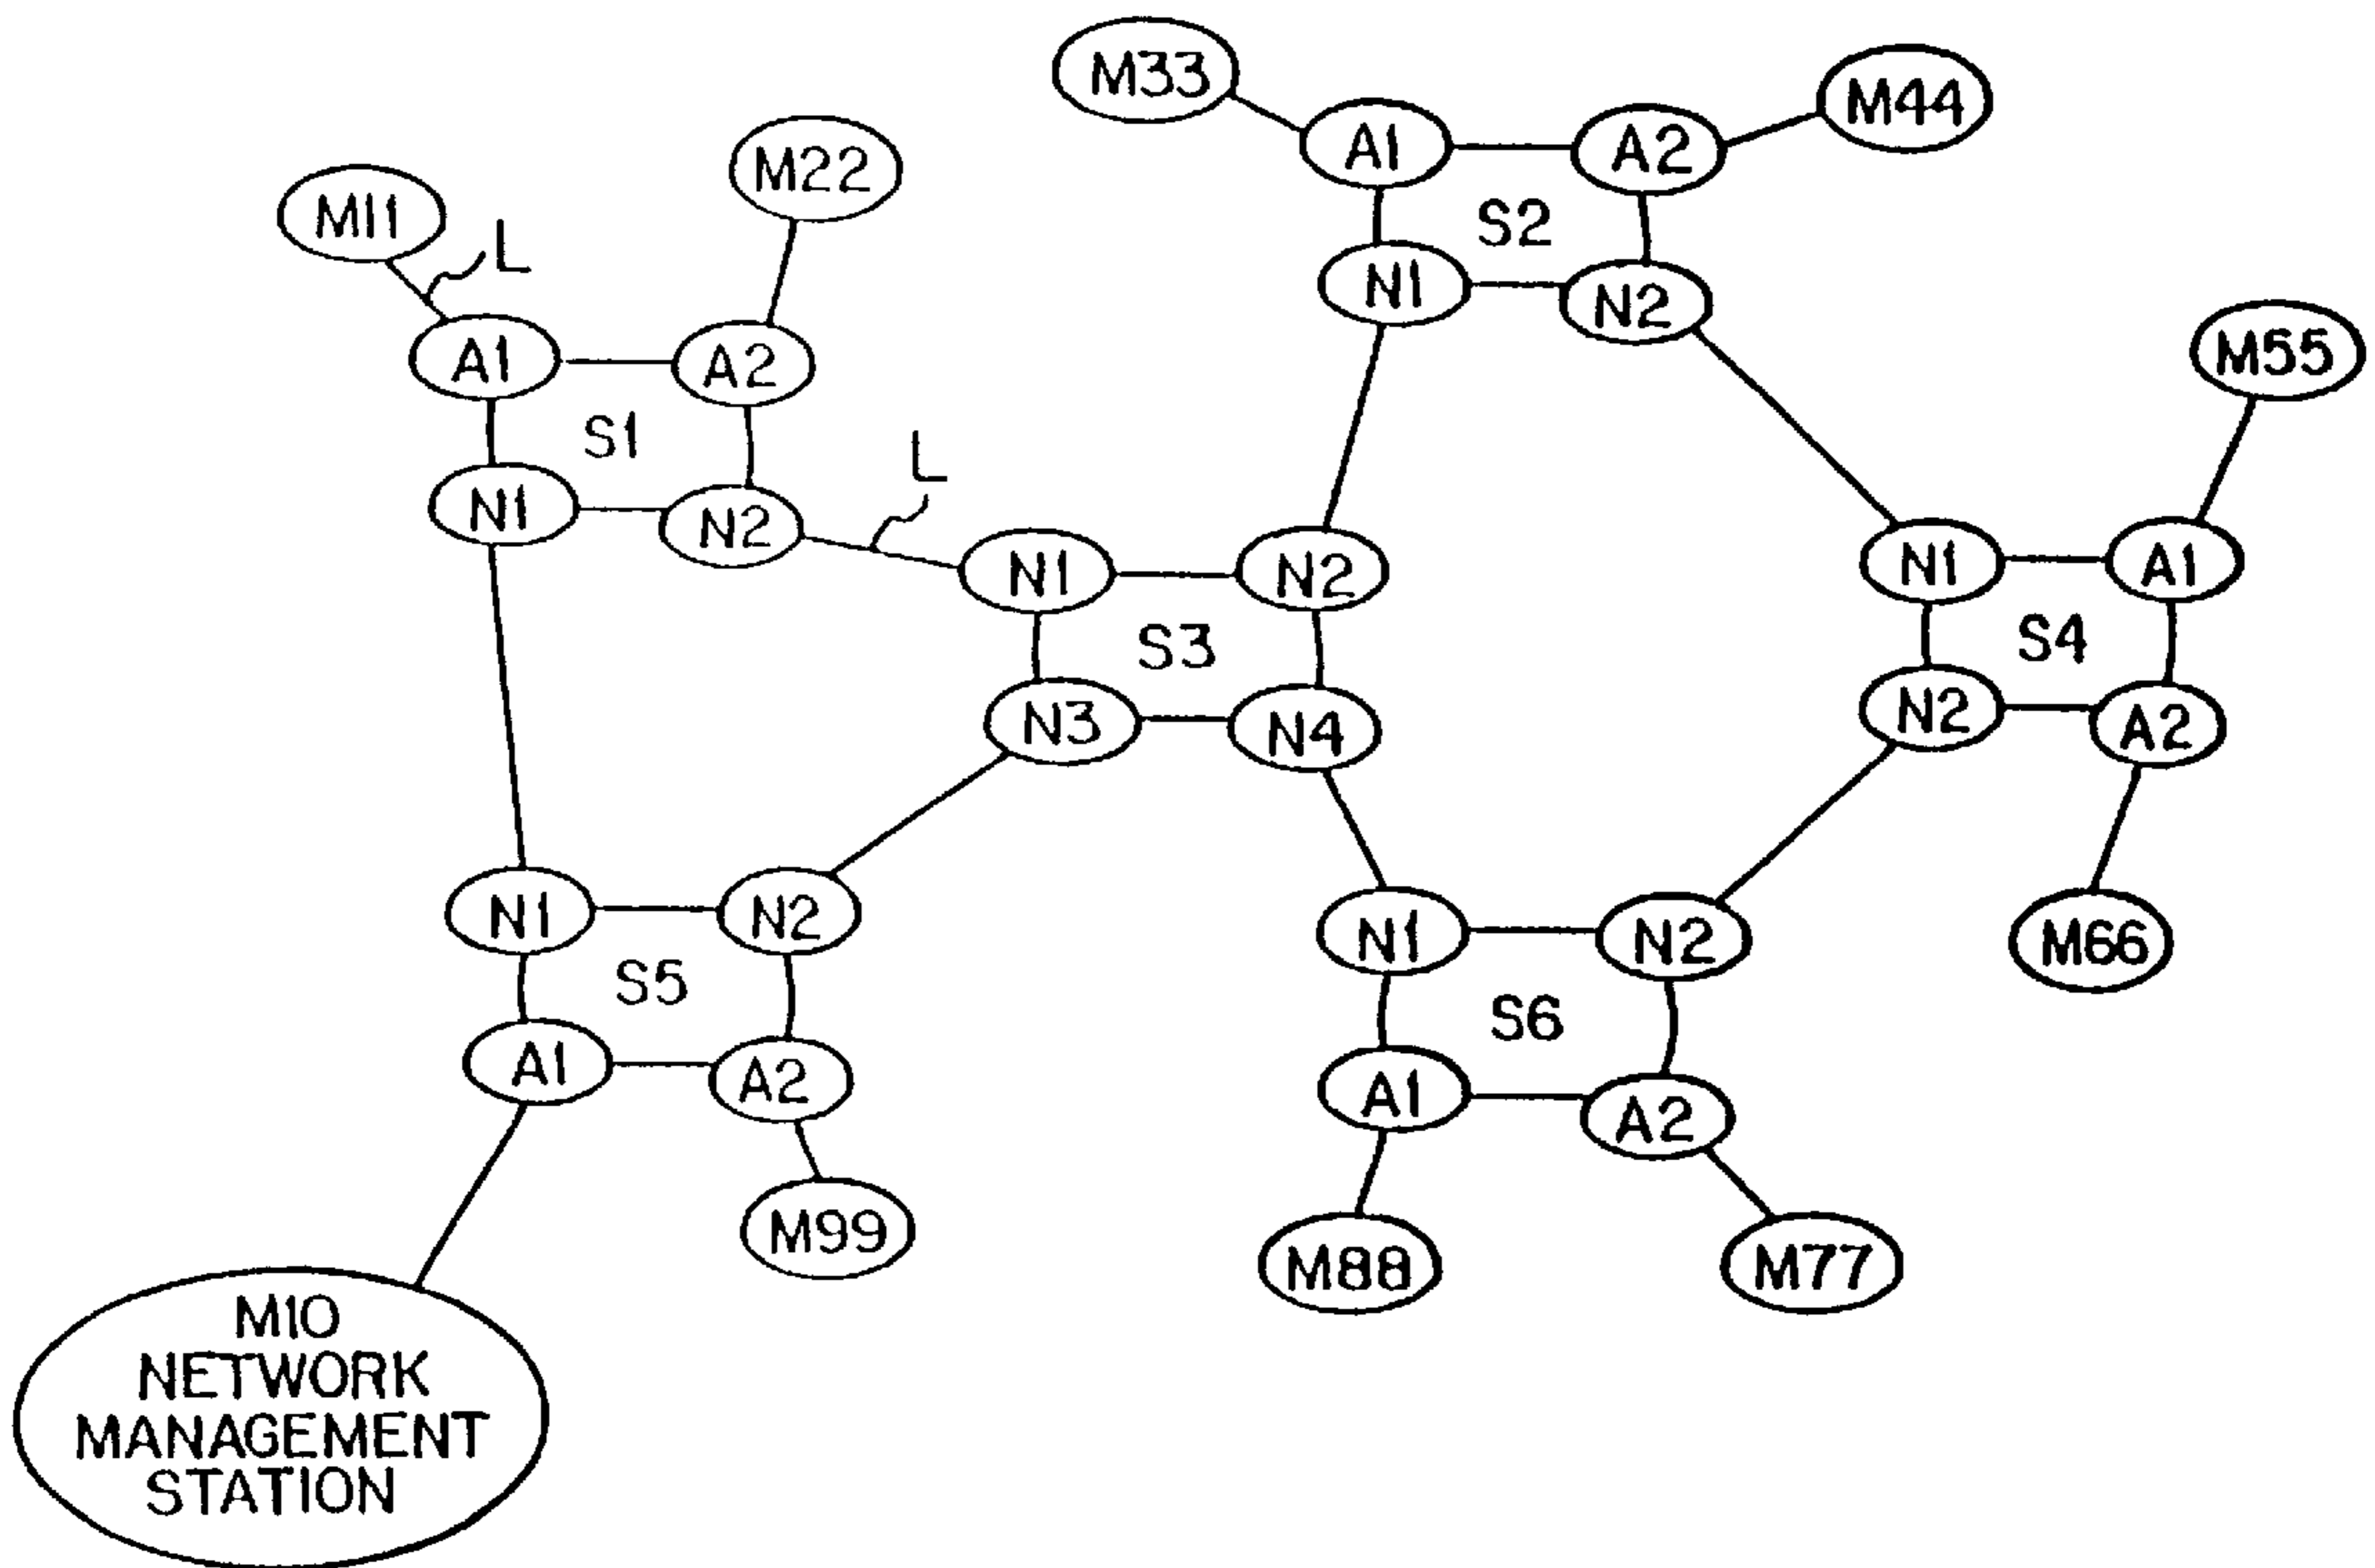 M33
M44
M22
M11
L
A1
A2
S2
N1
N2
M55
A1
A2
S1
L
N1
N2
N1
N2
N1
A1
S3
S4
N3
N4
N2
A2
N1
N2
N1
N2
M66
S5
S6
A1
A2
A1
A2
M99
M88
M77
M10
NETWORK
MANAGEMENT
STATION